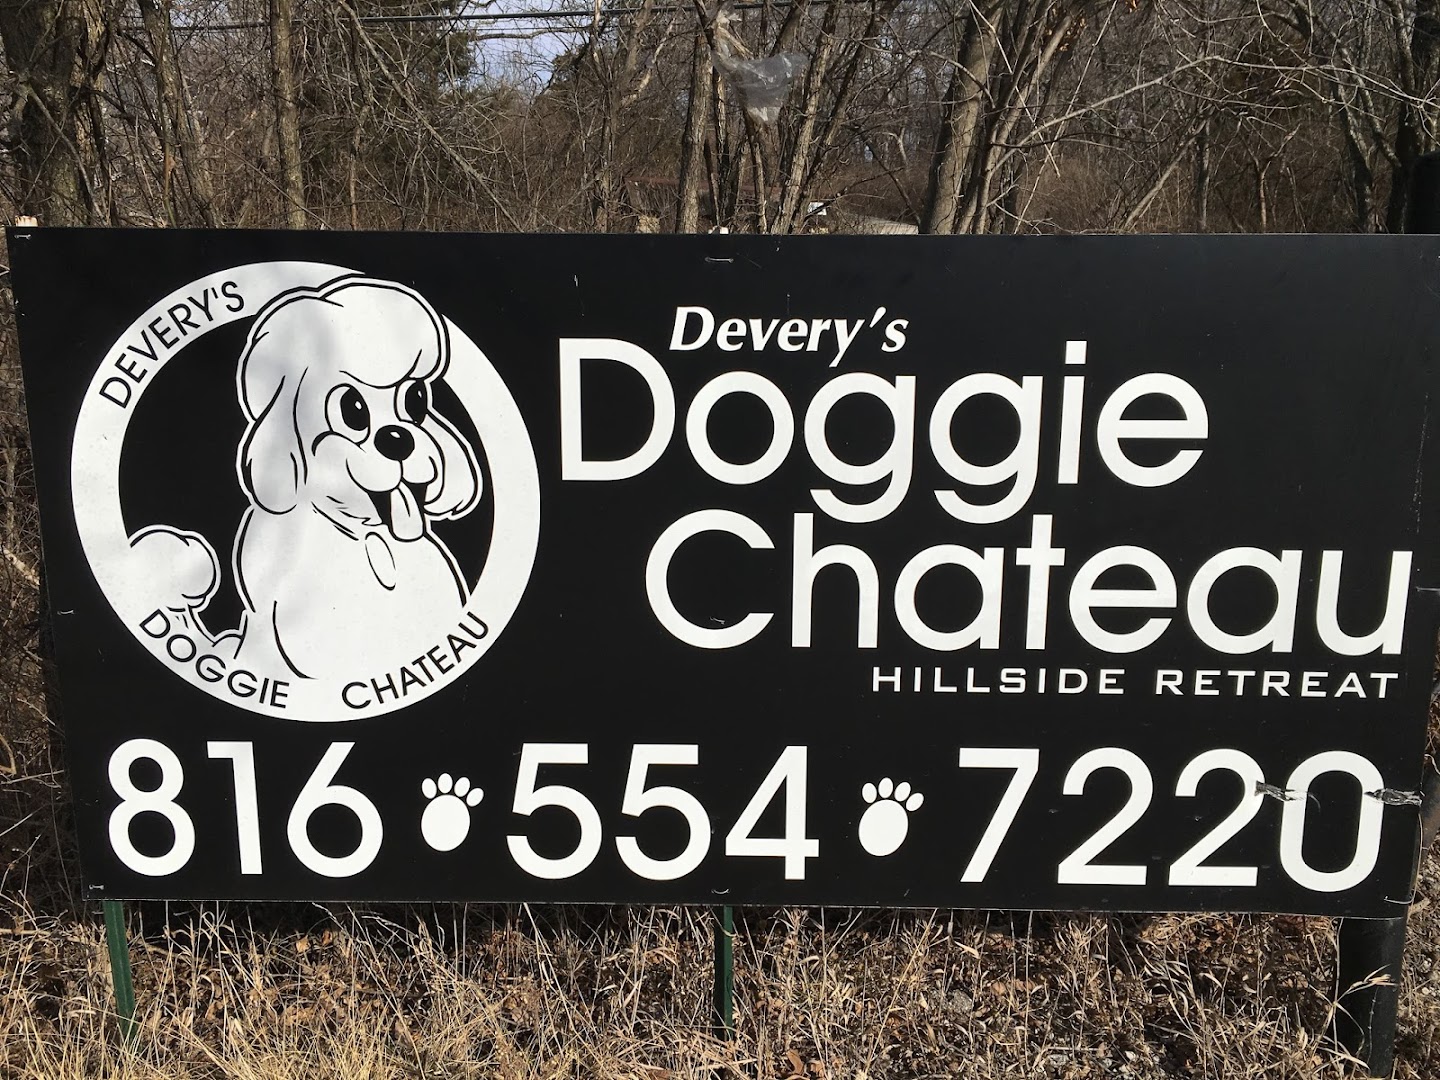 DEVERY'S
DOGGIE CHATEAU
Devery's
Doggie
Chateau
HILLSIDE RETREAT
816 554 7220